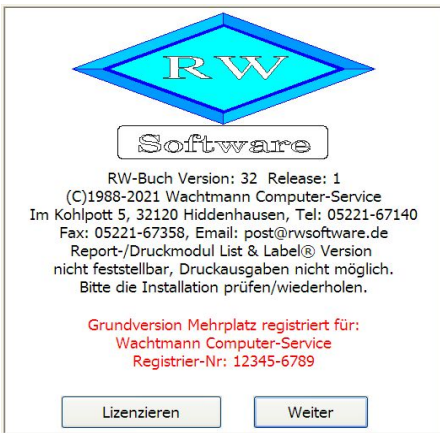 RW
Software
RW-Buch Version: 32 Release: 1
(C)1988-2021 Wachtmann Computer-Service
Im Kohlpott 5, 32120 Hiddenhausen, Tel: 05221-67140
Fax: 05221-67358, Email: post@rwsoftware.de
Report-/Druckmodul List & Label® Version
nicht feststellbar, Druckausgaben nicht möglich.
Bitte die Installation prüfen/wiederholen.
Grundversion Mehrplatz registriert für:
Wachtmann Computer-Service
Registrier-Nr: 12345-6789
Lizenzieren
Weiter